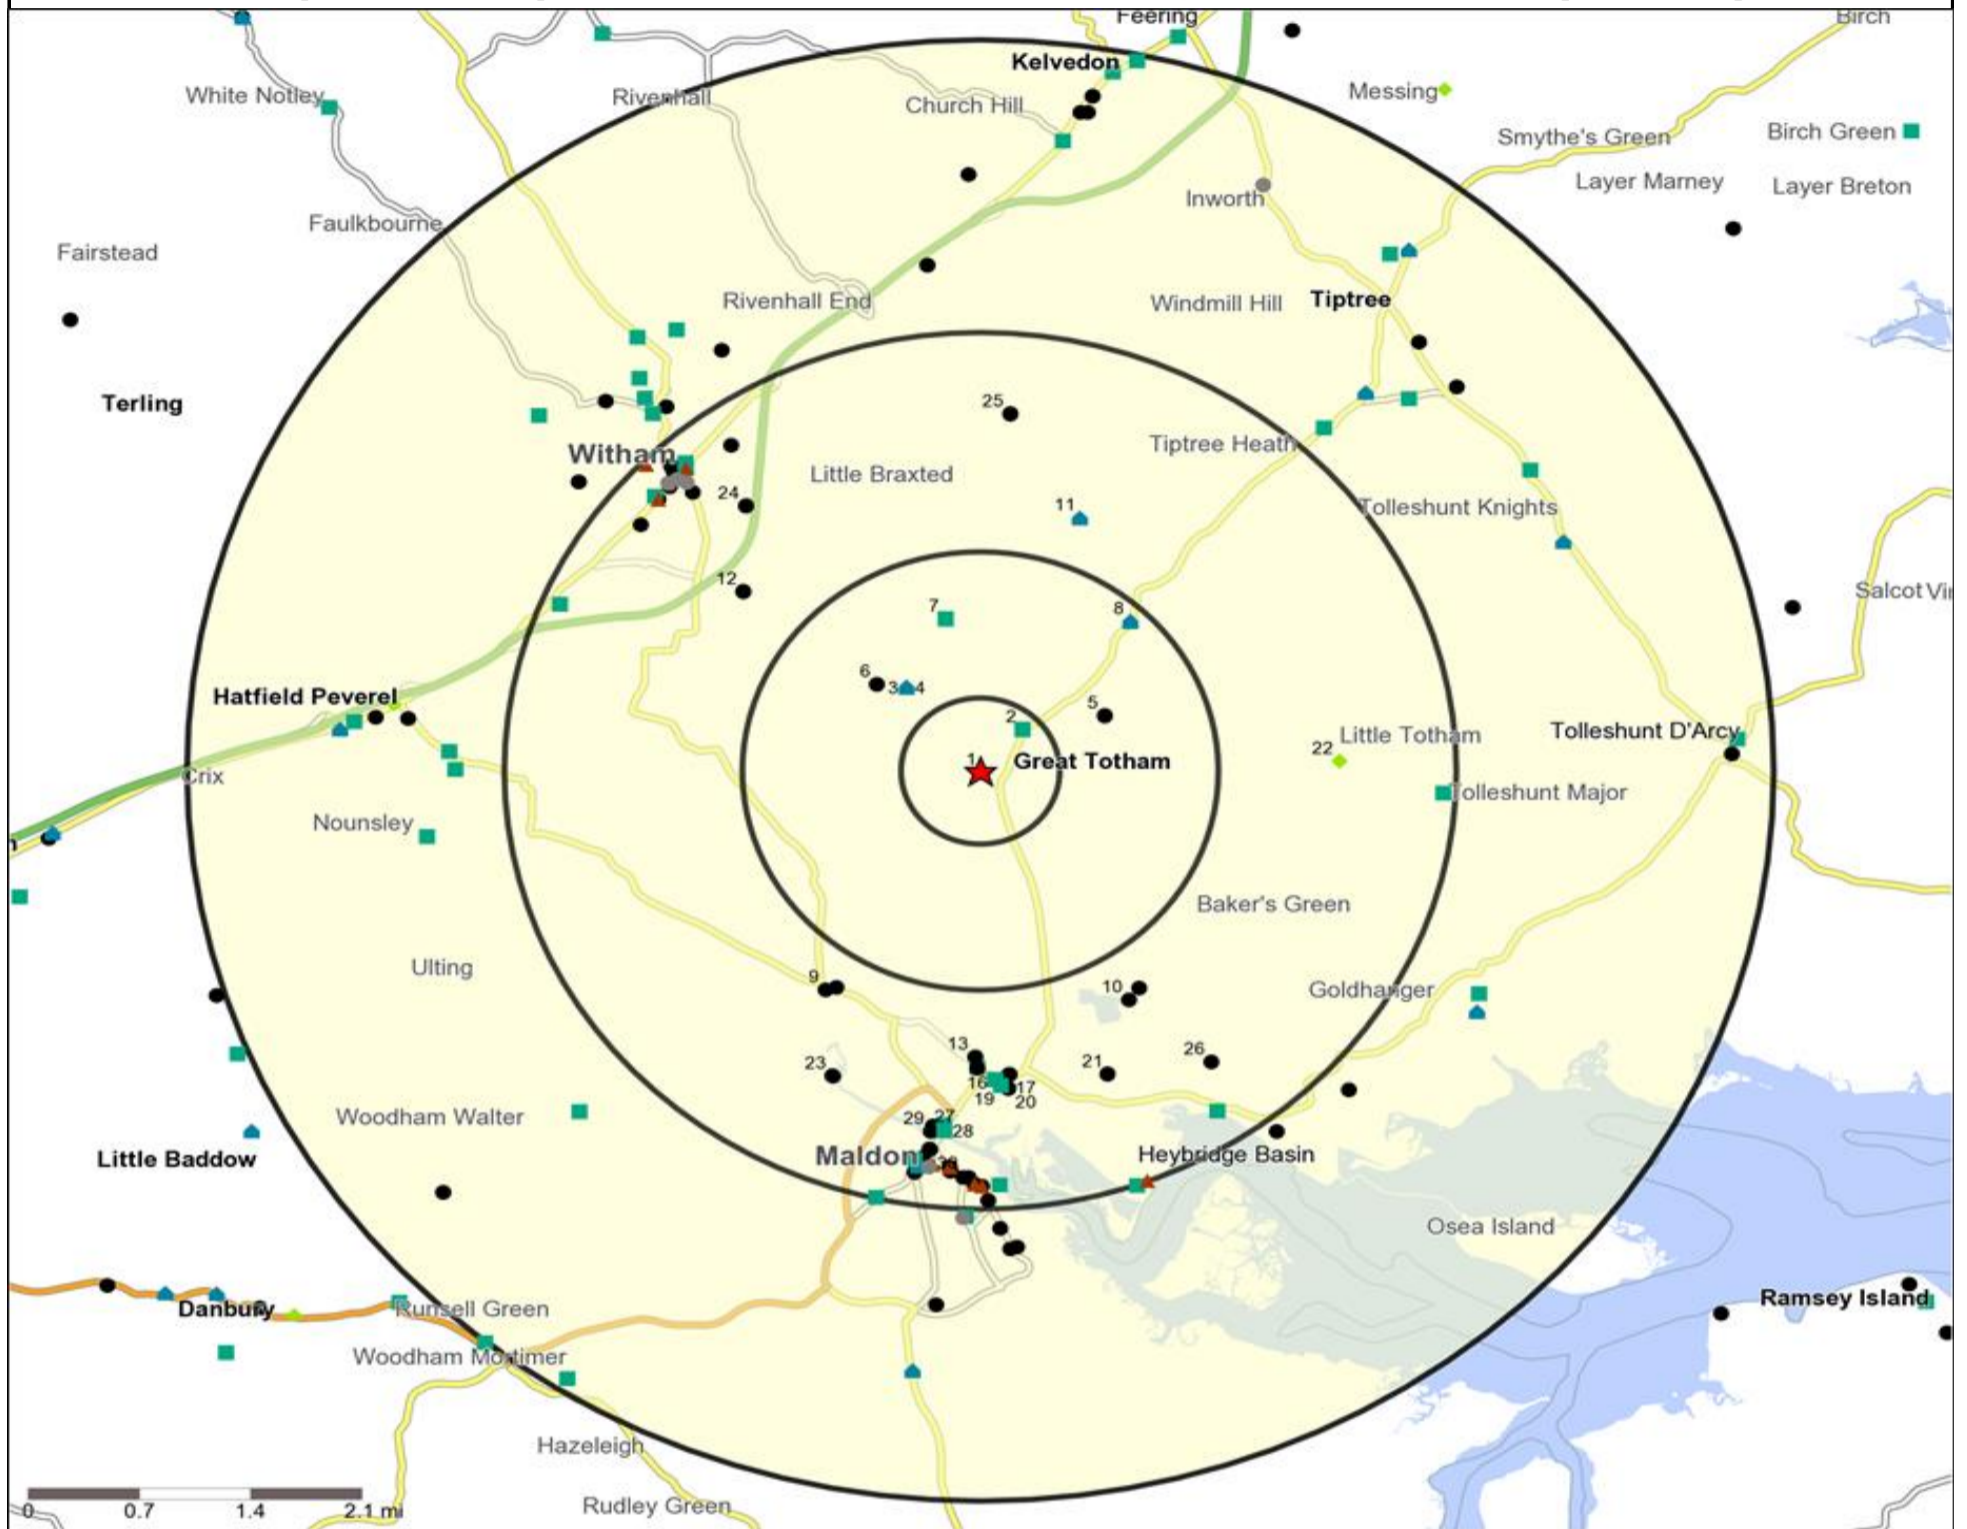 Feering
Birch
Kelvedon
White Notley
Rivenhall
Church Hill
Messing
Smythe's Green
Birch Green
Layer Marney
Layer Breton
Inworth
Faulkbourne
Fairstead
Rivenhall End
Windmill Hill
Tiptree
Terling
25
Tiptree Heath
Witham
Little Braxted
24
11
Tolleshunt Knights
12
Salcot Vir
7
8
6
3
4
Hatfield Peverel
5
2
Little Totham
22
Tolleshunt D'Arcy
1
Great Totham
Crix
Tolleshunt Major
Nounsley
Baker's Green
Ulting
9
10
Goldhanger
13
23
21
26
16
17
19
20
Woodham Walter
29
27
28
Maldon
Heybridge Basin
Little Baddow
Osea Island
Danbury
Runsell Green
Ramsey Island
Woodham Mortimer
Hazeleigh
0
0.7
1.4
2.1 mi
Rudley Green